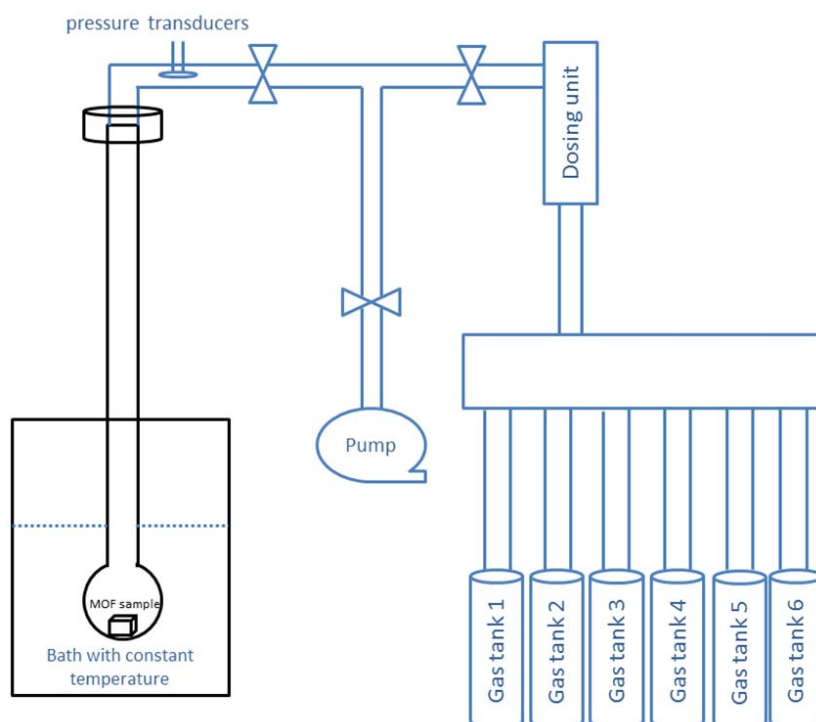 pressure transducers
Dosing unit
Pump
MOF sample
Bath with constant
temperature
Gas tank 1
Gas tank 2
Gas tank 3
Gas tank 4
Gas tank 5
Gas tank 6